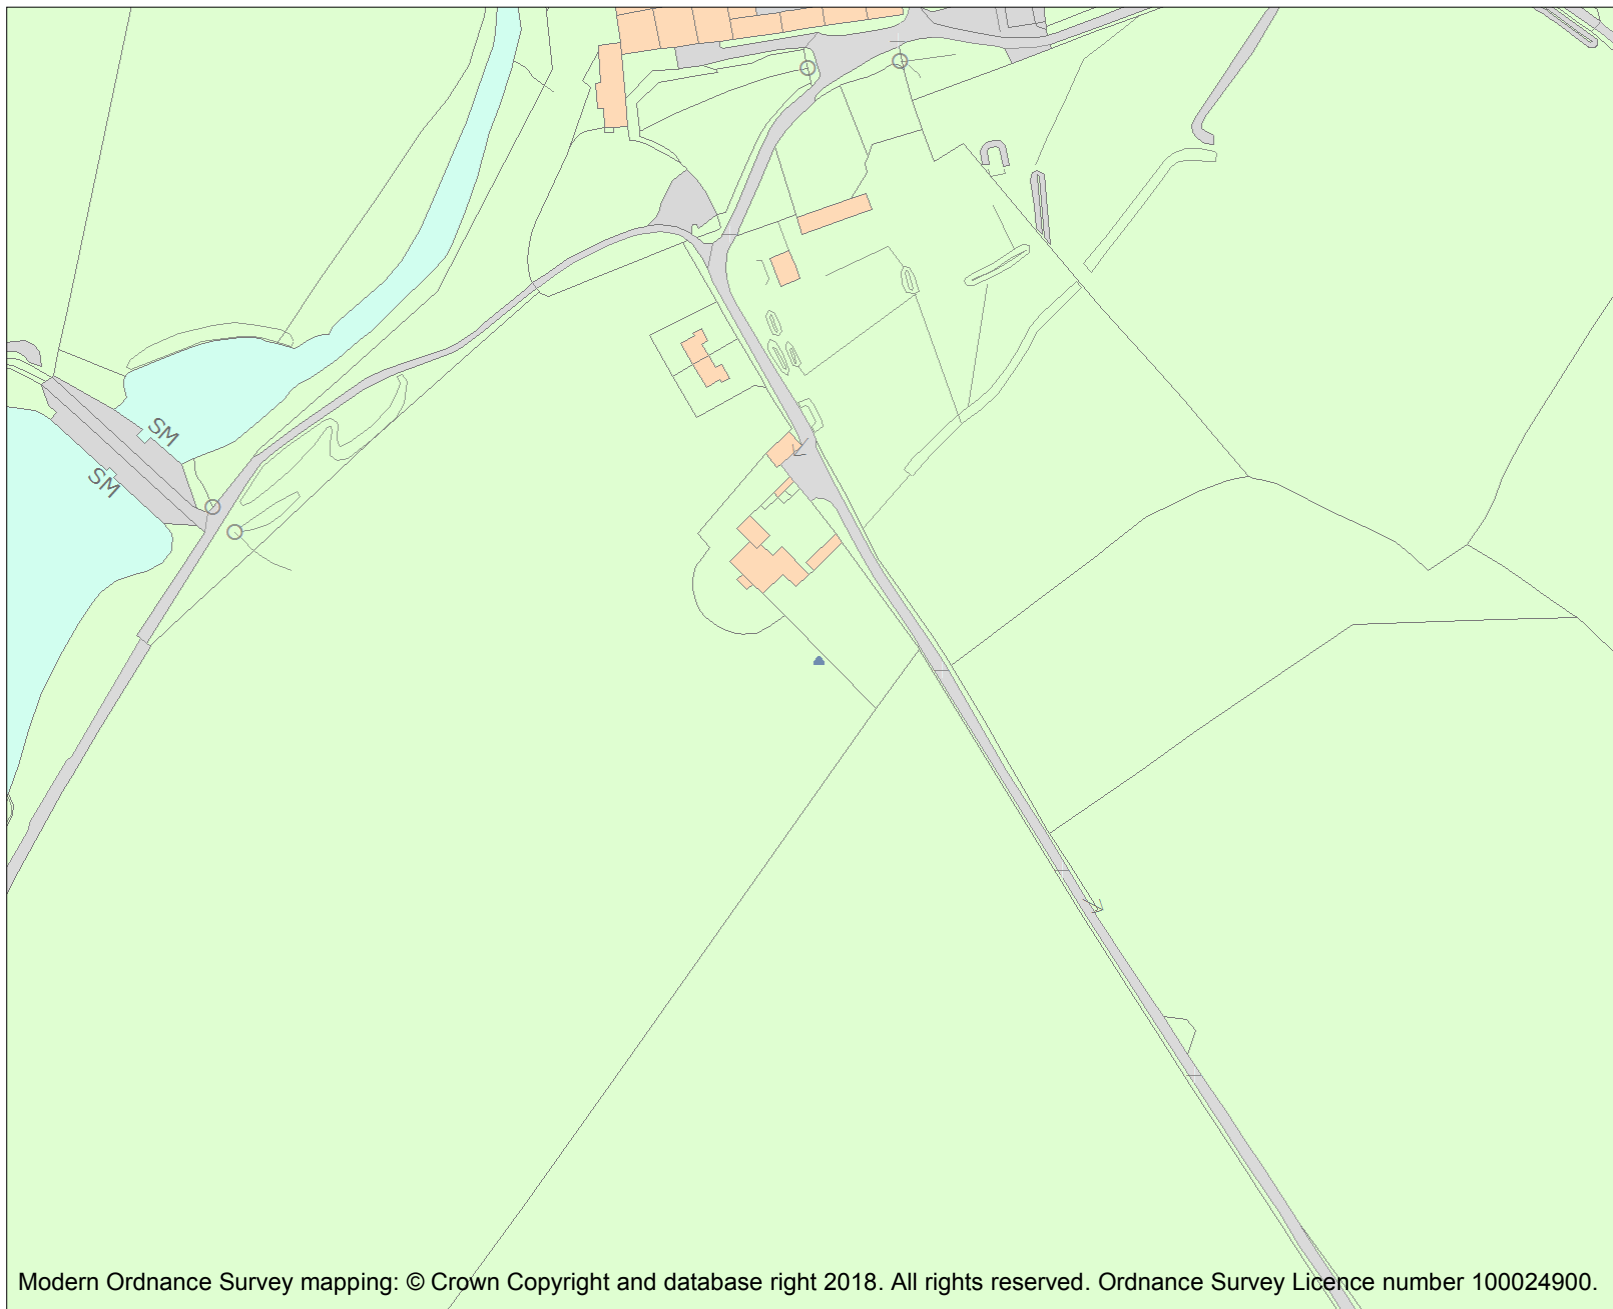 SM
SM
Modern Ordnance Survey mapping: © Crown Copyright and database right 2018. All rights reserved. Ordnance Survey Licence number 100024900.